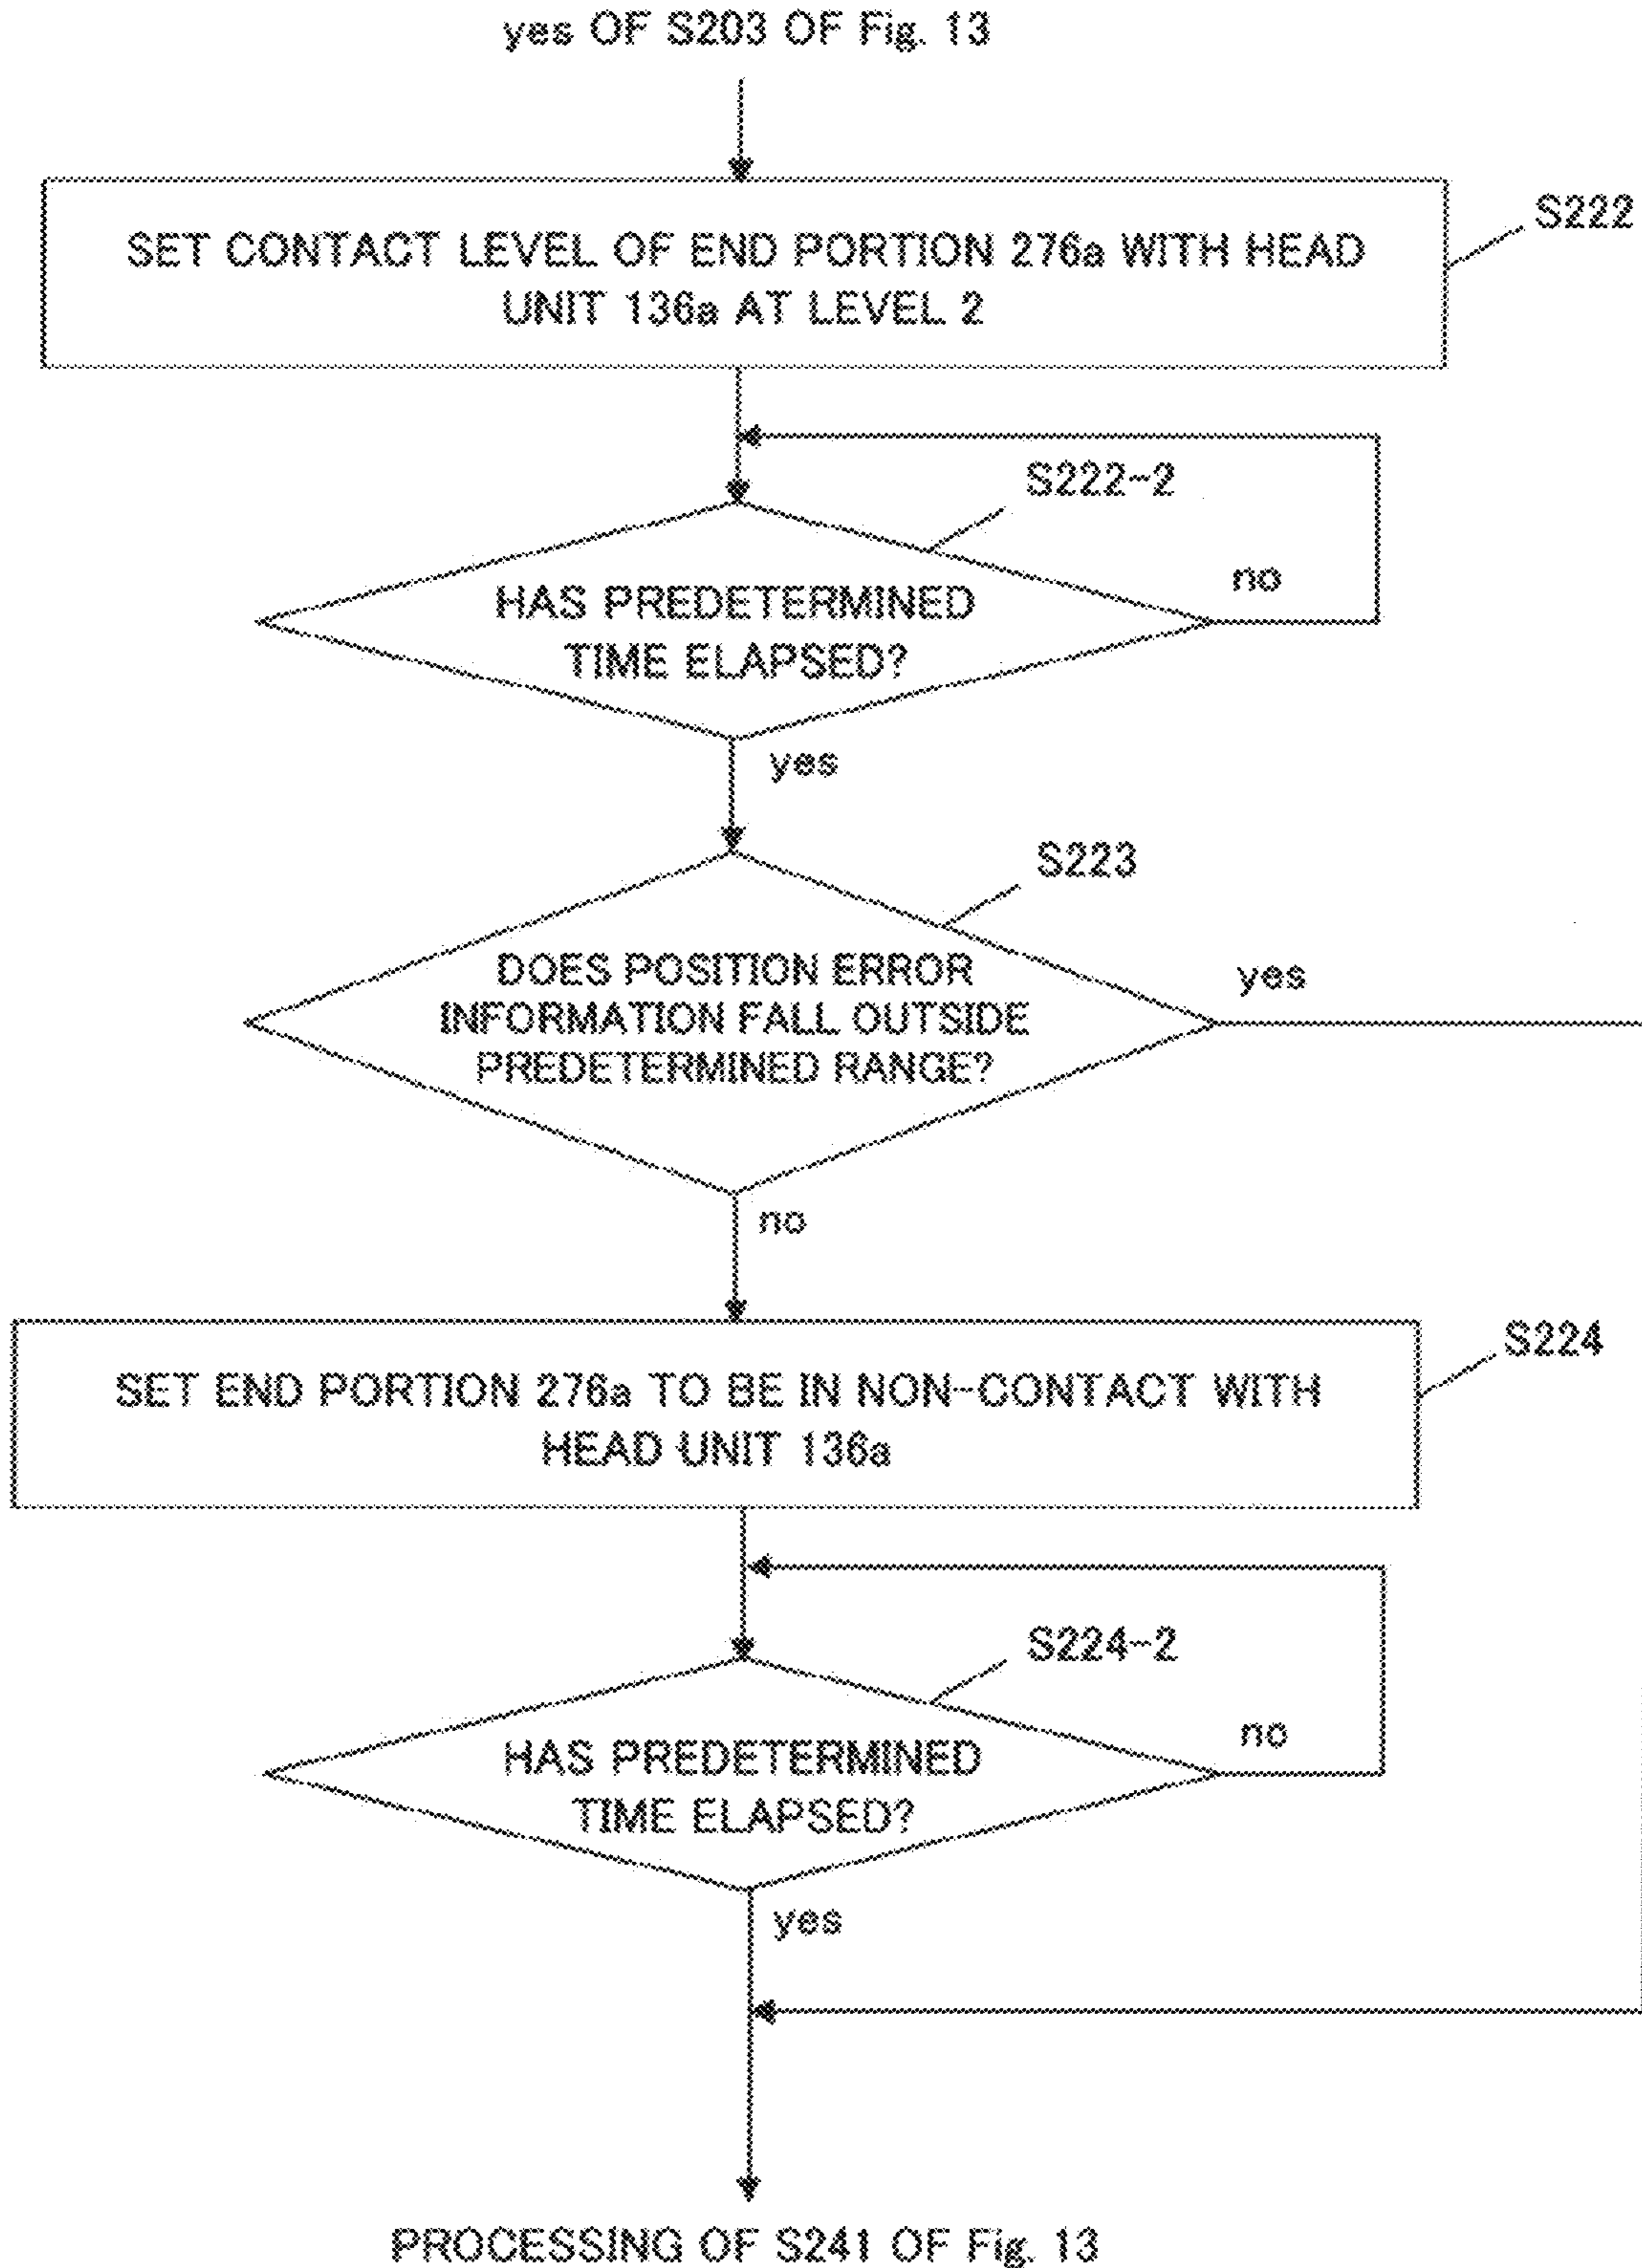 yes OF S203 OF Fig. 13
S222
SET CONTACT LEVEL OF END PORTION 276a WITH HEAD
UNIT 136a AT LEVEL 2
S222-2
no
HAS PREDETERMINED
TIME ELAPSED?
yes
S223
DOES POSITION ERROR
INFORMATION FALL OUTSIDE
PREDETERMINED RANGE?
yes
no
S224
SET END PORTION 276a TO BE IN NON-CONTACT WITH
HEAD UNIT 136a
S224-2
no
HAS PREDETERMINED
TIME ELAPSED?
yes
PROCESSING OF S241 OF Fig. 13